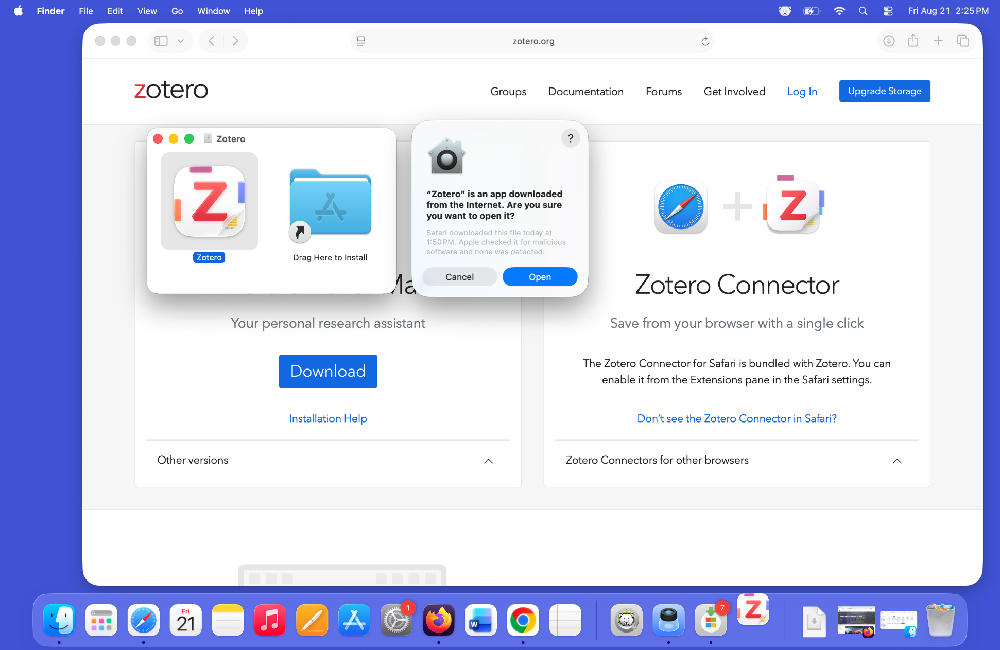 Finder File Edit View Go Window Help Fri Aug 21 2:25 PM
zotero.org
zotero Groups Documentation Forums Get Involved Log In Upgrade Storage
Zotero
Zotero
Drag Here to Install
?
“Zotero” is an app downloaded
from the Internet. Are you sure
you want to open it?
Safari downloaded this file today at
1:50 PM. Apple checked it for malicious
software and none was detected.
Cancel Open
Your personal research assistant
Download
Installation Help
Other versions
Z
Zotero Connector
Save from your browser with a single click
The Zotero Connector for Safari is bundled with Zotero. You can
enable it from the Extensions pane in the Safari settings.
Don’t see the Zotero Connector in Safari?
Zotero Connectors for other browsers
Fri
21
1
W
7
Z